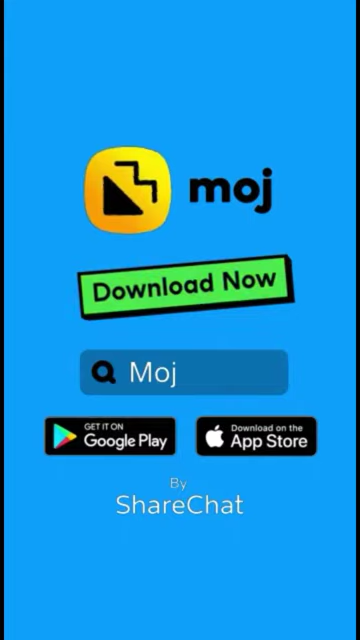 moj
Download Now
Moj
GET IT ON
Google Play
Download on the
App Store
By
ShareChat